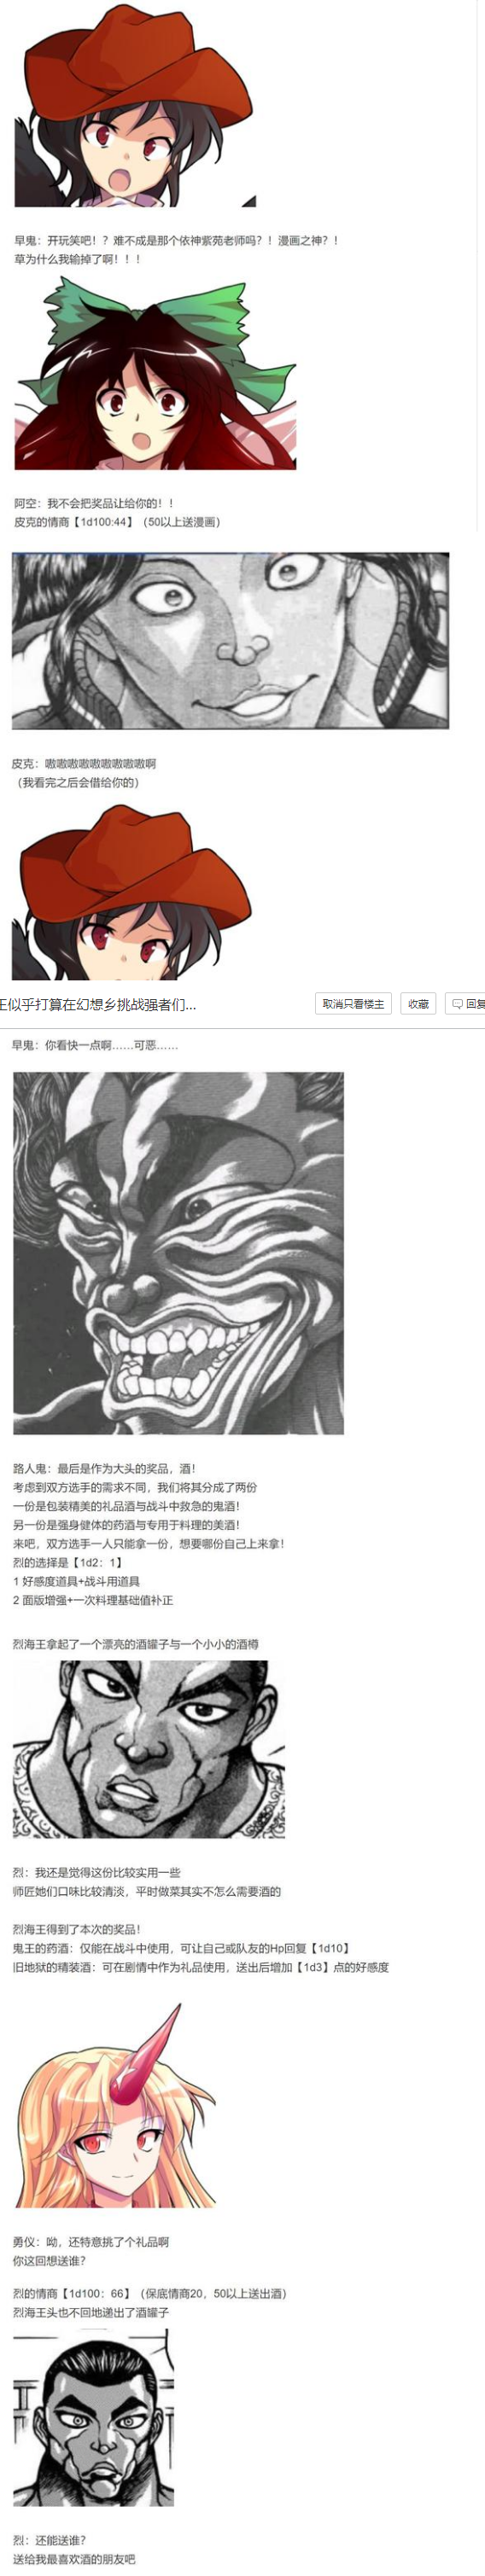 早鬼：开玩笑吧！？难不成是那个依神紫苑老师吗？！漫画之神？！
草为什么我输掉了啊！！！
阿空：我不会把奖品让给你的！！
皮克的情商【1d100:44】（50以上送漫画）
皮克：嗷嗷嗷嗷嗷嗷嗷嗷嗷啊
（我看完之后会借给你的）
王似乎打算在幻想乡挑战强者们...
取消只看楼主
收藏
回复
早鬼：你看快一点啊……可恶……
路人鬼：最后是作为大头的奖品，酒！
考虑到双方选手的需求不同，我们将其分成了两份
一份是包装精美的礼品酒与战斗中救急的鬼酒！
另一份是强身健体的药酒与专用于料理的美酒！
来吧，双方选手一人只能拿一份，想要哪份自己上来拿！
烈的选择是【1d2：1】
1 好感度道具+战斗用道具
2 面版增强+一次料理基础值补正
烈海王拿起了一个漂亮的酒罐子与一个小小的酒樽
烈：我还是觉得这份比较实用一些
师匠她们口味比较清淡，平时做菜其实不怎么需要酒的
烈海王得到了本次的奖品！
鬼王的药酒：仅能在战斗中使用，可让自己或队友的Hp回复【1d10】
旧地狱的精装酒：可在剧情中作为礼品使用，送出后增加【1d3】点的好感度
勇仪：呦，还特意挑了个礼品啊
你这回想送谁？
烈的情商【1d100：66】（保底情商20，50以上送出酒）
烈海王头也不回地递出了酒罐子
烈：还能送谁？
送给我最喜欢酒的朋友吧